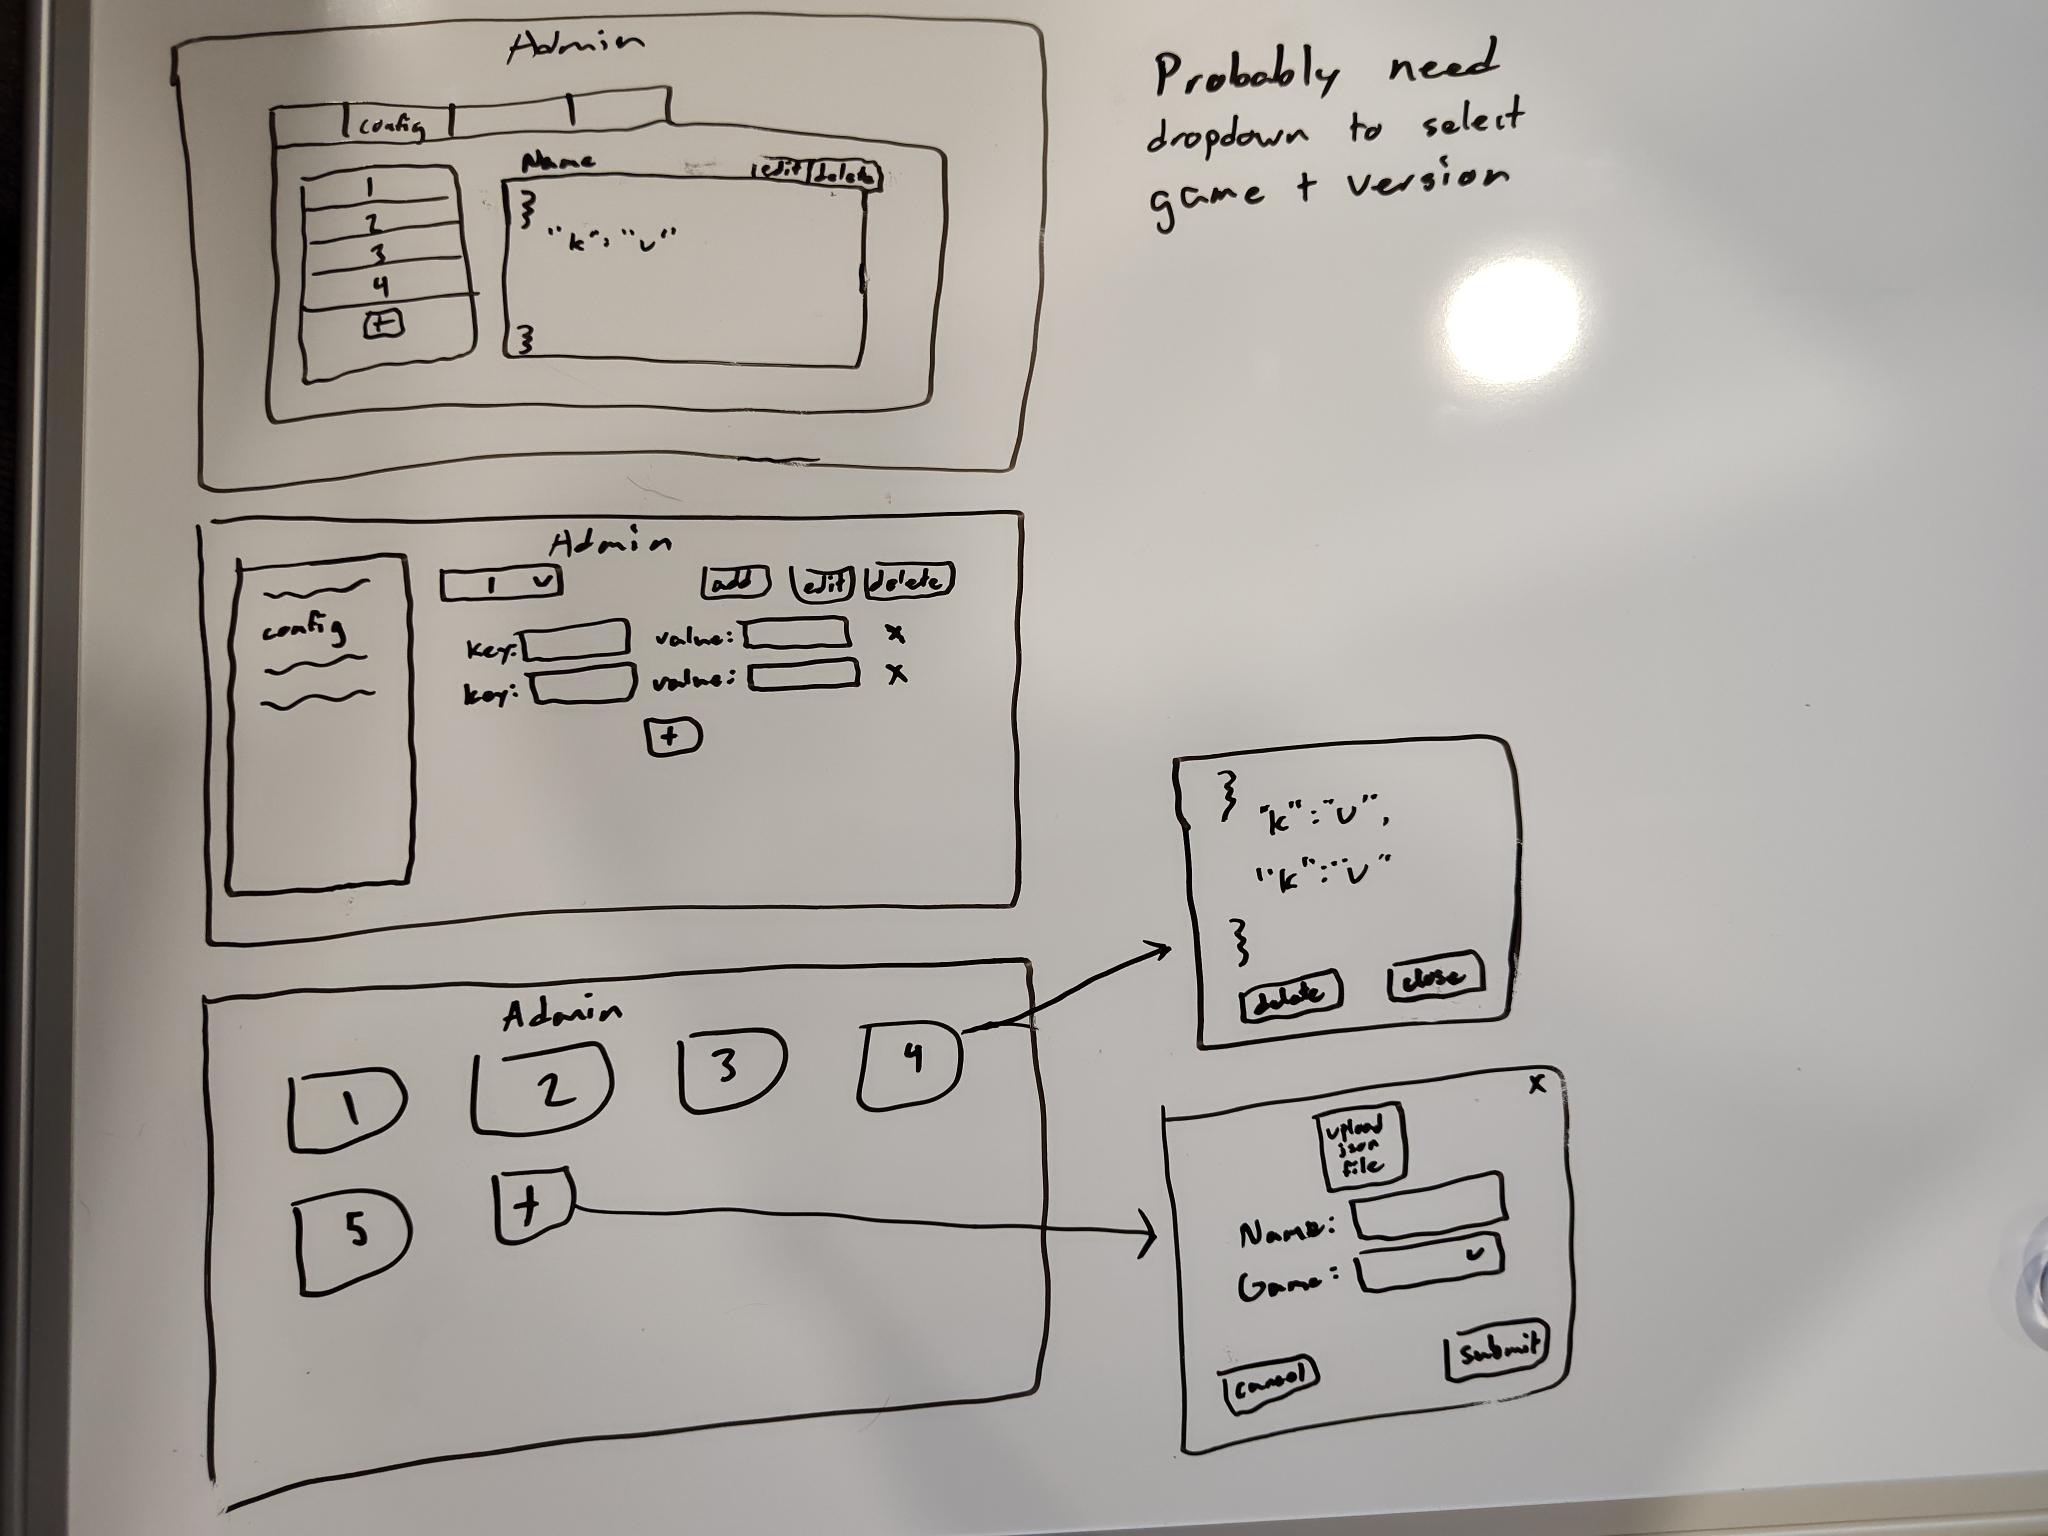 Admin
config
Name
edit delete
1
2
3
4
+
}
"k": "v"
}
Probably need
dropdown to select
game + version
Admin
config
1 v
add edit delete
key: value: x
key: value: x
+
Admin
1 2 3 4
5 +
}
"k":"v",
"k":"v"
}
delete close
x
upload
json
file
Name:
Game: v
cancel submit